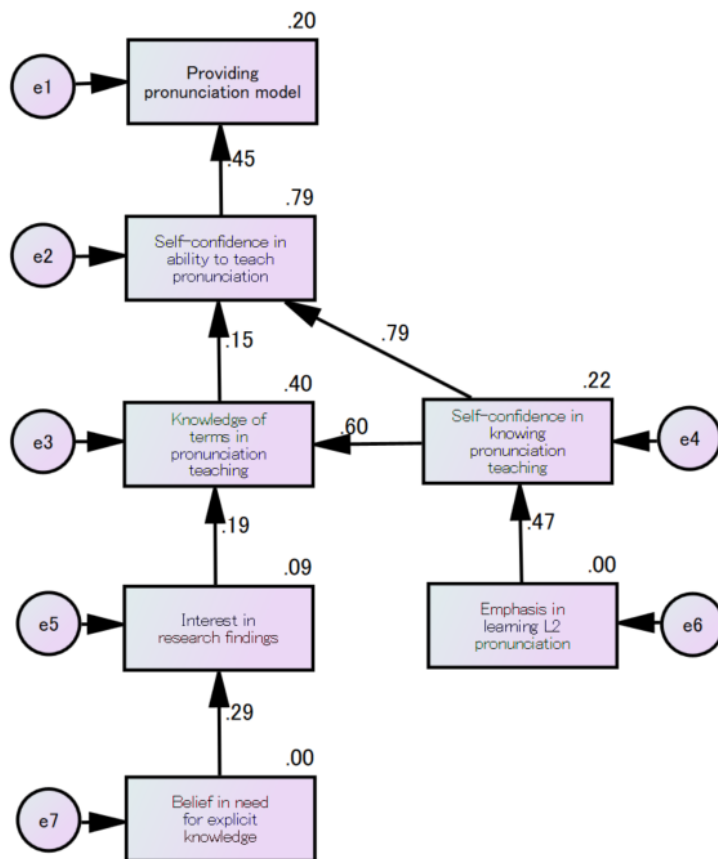 .20
e1
Providing
pronunciation model
.45
.79
e2
Self-confidence in
ability to teach
pronunciation
.15
.79
.40
.22
e3
Knowledge of
terms in
pronunciation
teaching
.60
Self-confidence in
knowing
pronunciation
teaching
e4
.19
.47
.09
.00
e5
Interest in
research findings
Emphasis in
learning L2
pronunciation
e6
.29
.00
e7
Belief in need
for explicit
knowledge